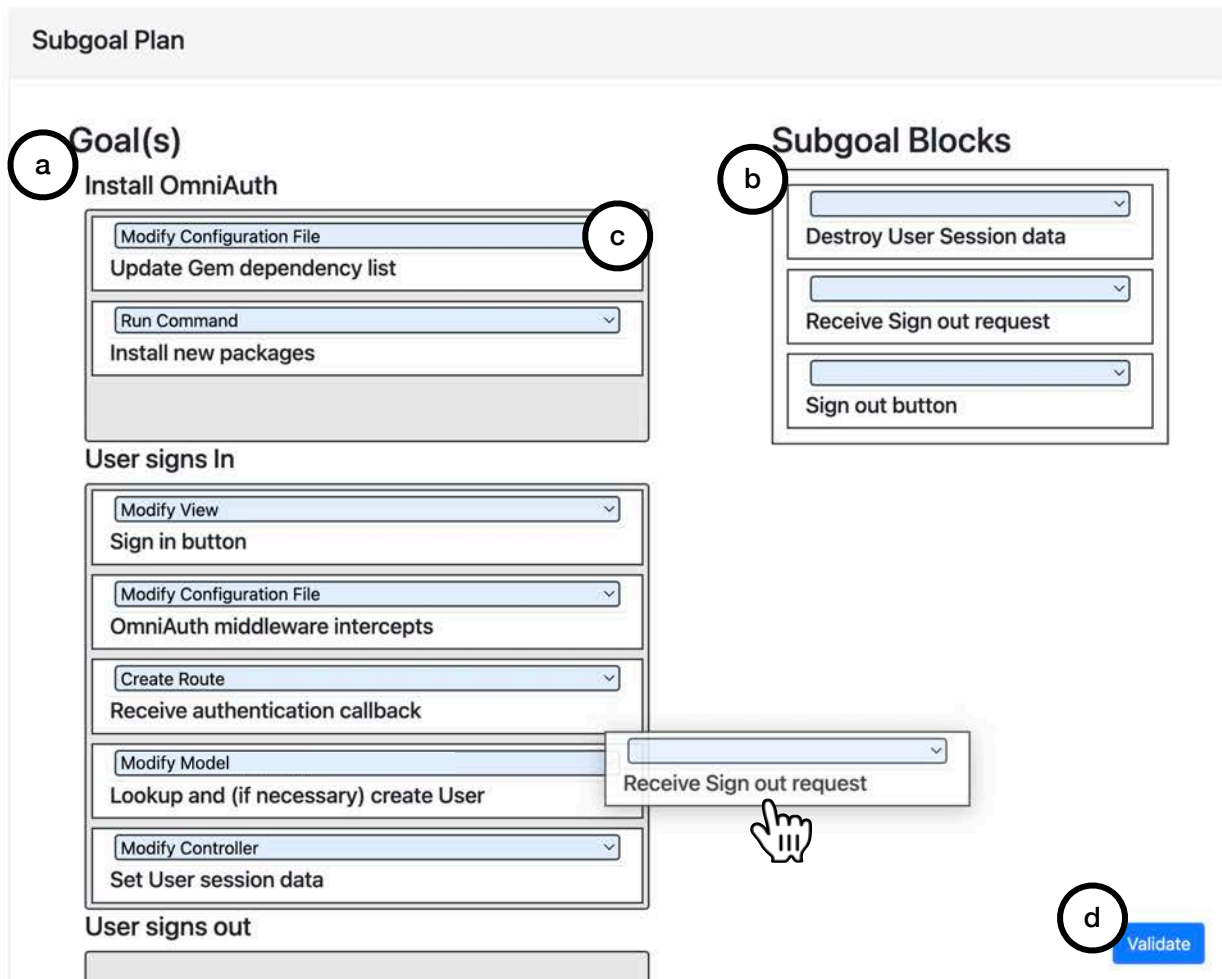 Subgoal Plan
Goal(s)
a
Install OmniAuth
Modify Configuration File
c
Update Gem dependency list
Run Command
Install new packages
User signs In
Modify View
Sign in button
Modify Configuration File
OmniAuth middleware intercepts
Create Route
Receive authentication callback
Modify Model
Lookup and (if necessary) create User
Modify Controller
Set User session data
User signs out
Subgoal Blocks
b
Destroy User Session data
Receive Sign out request
Sign out button
Receive Sign out request
d
Validate